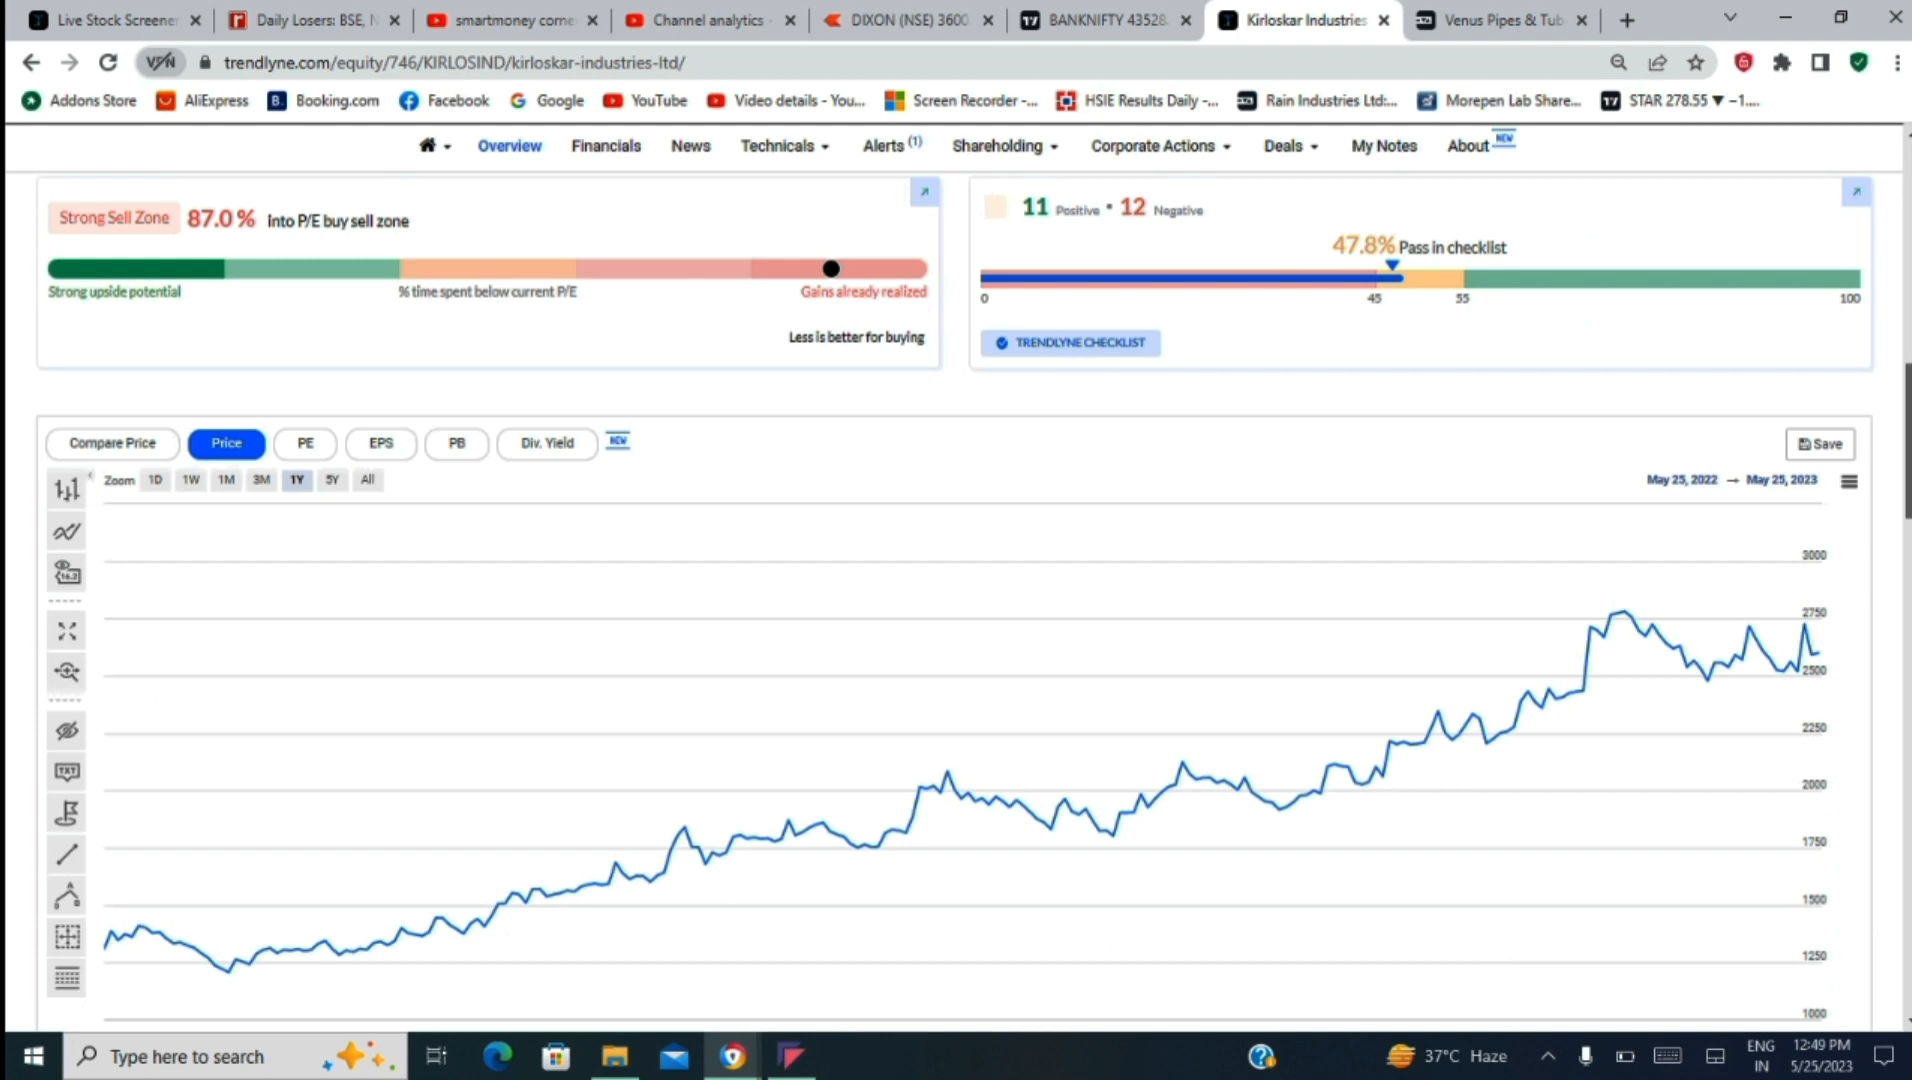 Live Stock Screener
Daily Losers: BSE, N
smartmoney corne
Channel analytics -
DIXON (NSE) 3600
BANKNIFTY 43528.
Kirloskar Industries
Venus Pipes & Tub
VPN
trendlyne.com/equity/746/KIRLOSIND/kirloskar-industries-ltd/
Addons Store
AliExpress
Booking.com
Facebook
Google
YouTube
Video details - You...
Screen Recorder -...
HSIE Results Daily -...
Rain Industries Ltd:...
Morepen Lab Share...
STAR 278.55 ▼ −1....
Overview
Financials
News
Technicals
Alerts (1)
Shareholding
Corporate Actions
Deals
My Notes
About NEW
Strong Sell Zone 87.0 % into P/E buy sell zone
Strong upside potential
% time spent below current P/E
Gains already realized
Less is better for buying
11 Positive • 12 Negative
47.8% Pass in checklist
0 45 55 100
TRENDLYNE CHECKLIST
Compare Price
Price
PE
EPS
PB
Div. Yield
NEW
Save
Zoom 1D 1W 1M 3M 1Y 5Y All
May 25, 2022 → May 25, 2023
3000
2750
2500
2250
2000
1750
1500
1250
1000
TXT
Type here to search
37°C Haze
ENG
IN
12:49 PM
5/25/2023